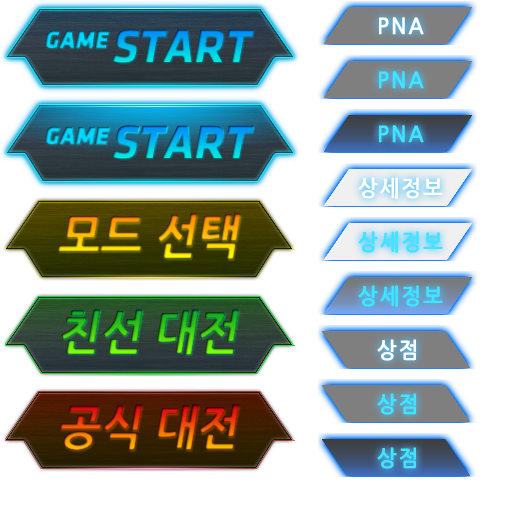 GAME START
GAME START
모드 선택
친선 대전
공식 대전
PNA
PNA
PNA
상세정보
상세정보
상세정보
상점
상점
상점